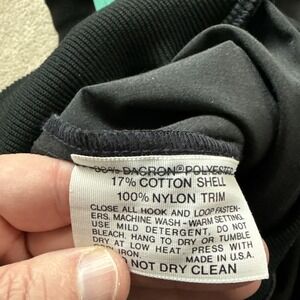 83% DACRON® POLYESTER
17% COTTON SHELL
100% NYLON TRIM
CLOSE ALL HOOK AND LOOP FASTEN-
ERS. MACHINE WASH - WARM SETTING.
USE MILD DETERGENT, DO NOT
BLEACH. HANG TO DRY OR TUMBLE
DRY AT LOW HEAT. PRESS WITH
IRON. MADE IN U.S.A.
DO NOT DRY CLEAN